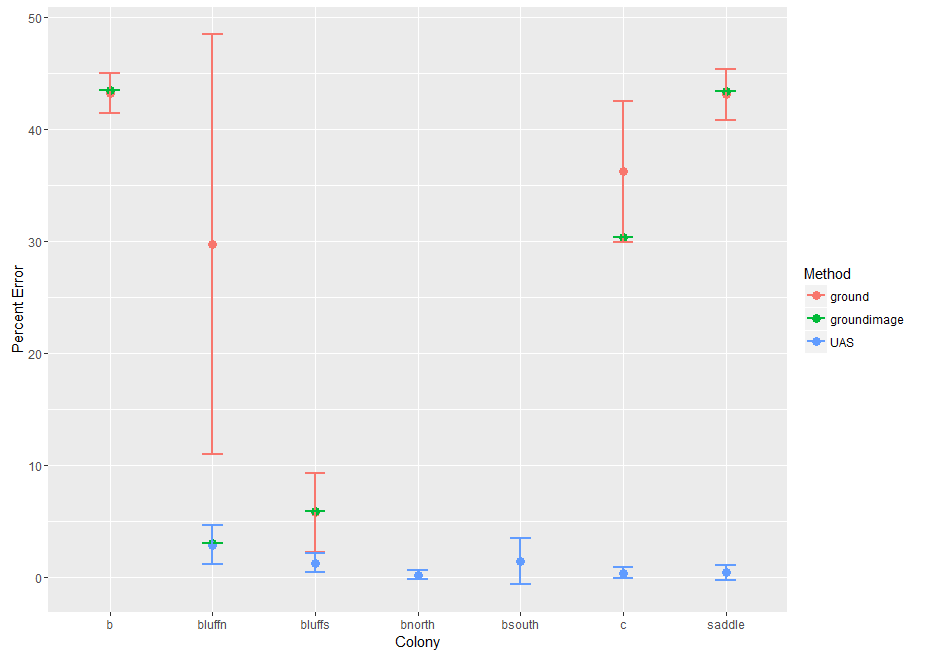 50
40
30
20
10
0
Percent Error
b bluffn bluffs bnorth bsouth c saddle
Colony
Method
ground
groundimage
UAS